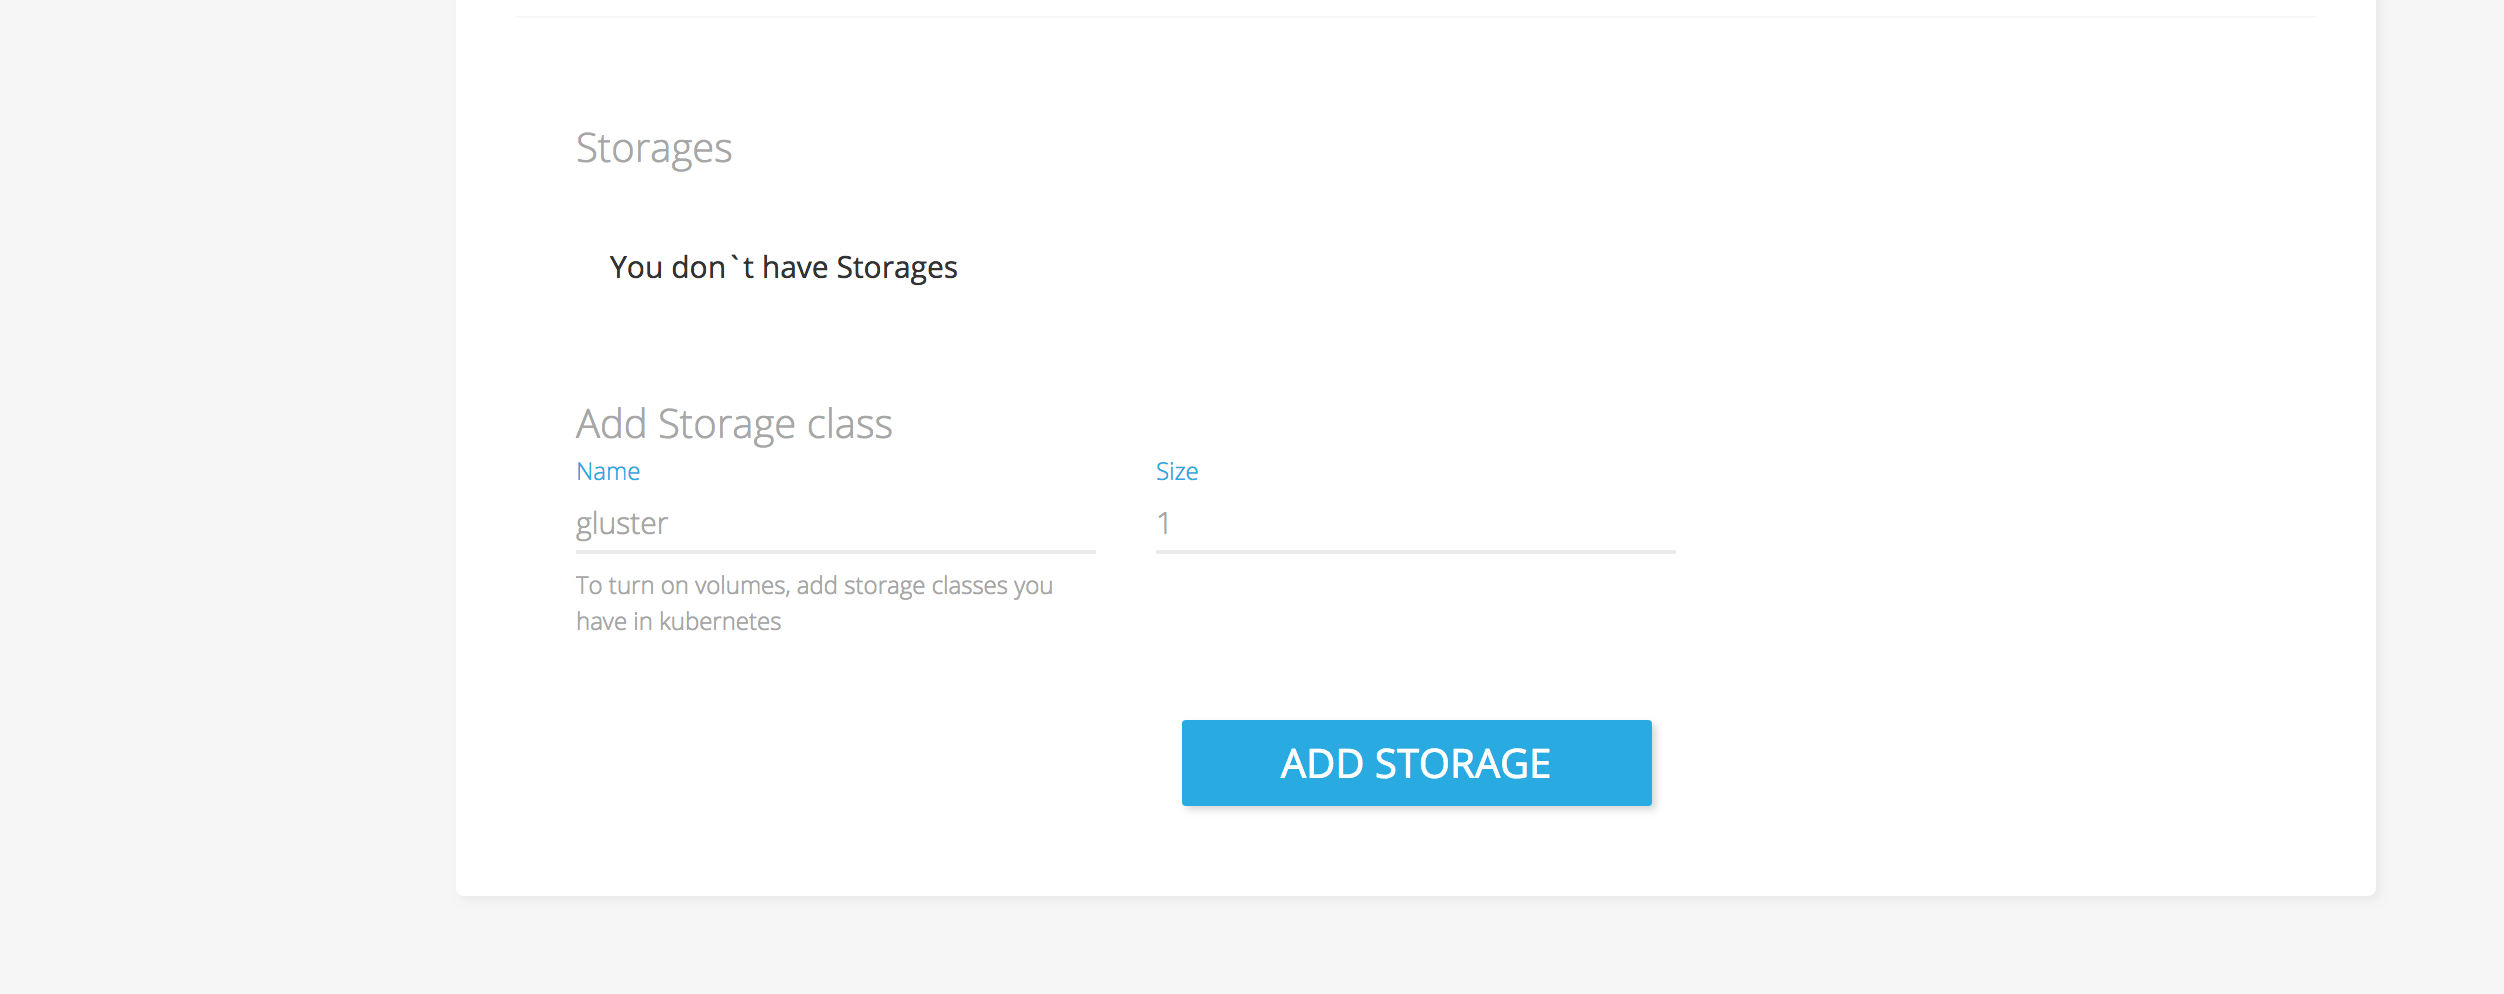 Storages
You don`t have Storages
Add Storage class
Name
Size
gluster
1
To turn on volumes, add storage classes you
have in kubernetes
ADD STORAGE